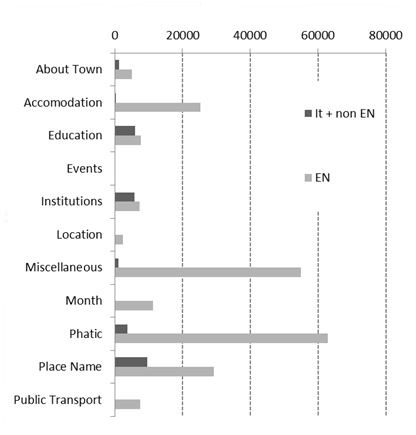 0 20000 40000 60000 80000
About Town
Accomodation
It + non EN
Education
Events
EN
Institutions
Location
Miscellaneous
Month
Phatic
Place Name
Public Transport